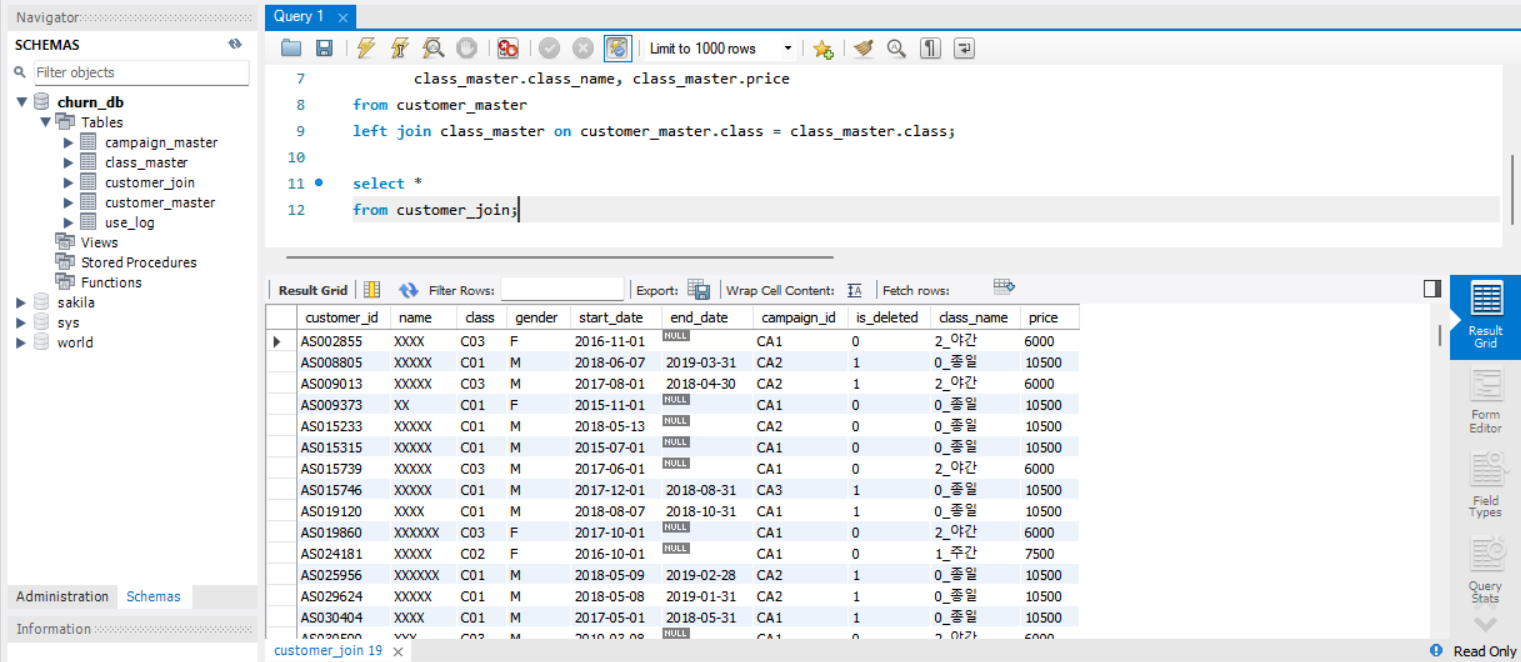 Navigator
SCHEMAS
Filter objects
churn_db
Tables
campaign_master
class_master
customer_join
customer_master
use_log
Views
Stored Procedures
Functions
sakila
sys
world
Administration Schemas
Information
Query 1
Limit to 1000 rows
7 class_master.class_name, class_master.price
8 from customer_master
9 left join class_master on customer_master.class = class_master.class;
10
11 select *
12 from customer_join;
Result Grid Filter Rows: Export: Wrap Cell Content: Fetch rows:
customer_id name class gender start_date end_date campaign_id is_deleted class_name price
AS002855 XXXX C03 F 2016-11-01 NULL CA1 0 2_야간 6000
AS008805 XXXXX C01 M 2018-06-07 2019-03-31 CA2 1 0_종일 10500
AS009013 XXXXX C03 M 2017-08-01 2018-04-30 CA2 1 2_야간 6000
AS009373 XX C01 F 2015-11-01 NULL CA1 0 0_종일 10500
AS015233 XXXXX C01 M 2018-05-13 NULL CA2 0 0_종일 10500
AS015315 XXXXX C01 M 2015-07-01 NULL CA1 0 0_종일 10500
AS015739 XXXXX C03 M 2017-06-01 NULL CA1 0 2_야간 6000
AS015746 XXXXX C01 M 2017-12-01 2018-08-31 CA3 1 0_종일 10500
AS019120 XXXX C01 M 2018-08-07 2018-10-31 CA1 1 0_종일 10500
AS019860 XXXXXX C03 F 2017-10-01 NULL CA1 0 2_야간 6000
AS024181 XXXXX C02 F 2016-10-01 NULL CA1 0 1_주간 7500
AS025956 XXXXXX C01 M 2018-05-09 2019-02-28 CA2 1 0_종일 10500
AS029624 XXXXX C01 M 2018-05-08 2019-01-31 CA2 1 0_종일 10500
AS030404 XXXX C01 M 2017-05-01 2018-05-31 CA1 1 0_종일 10500
XXX C03 M 2019-03-08 NULL CA1 0 2_야간 6000
Result Grid
Form Editor
Field Types
Query Stats
customer_join 19
Read Only